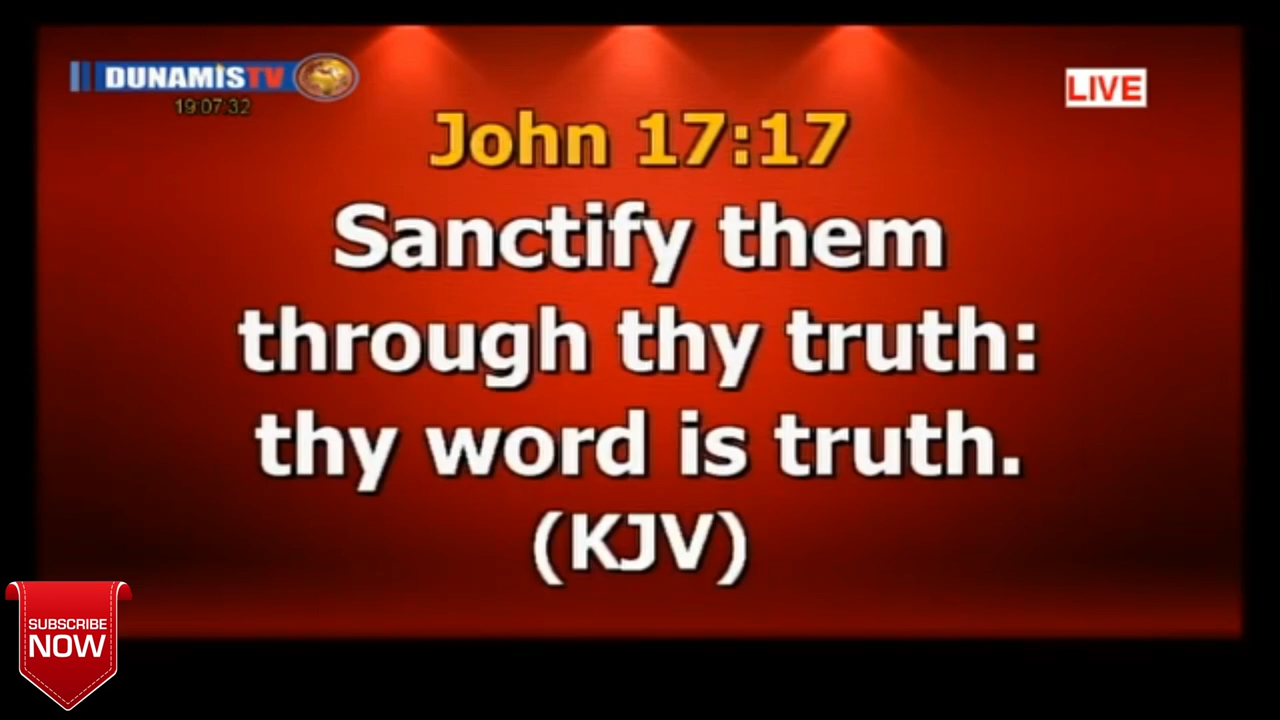 DUNAMISTV
19:07:32
LIVE
John 17:17
Sanctify them
through thy truth:
thy word is truth.
(KJV)
SUBSCRIBE
NOW